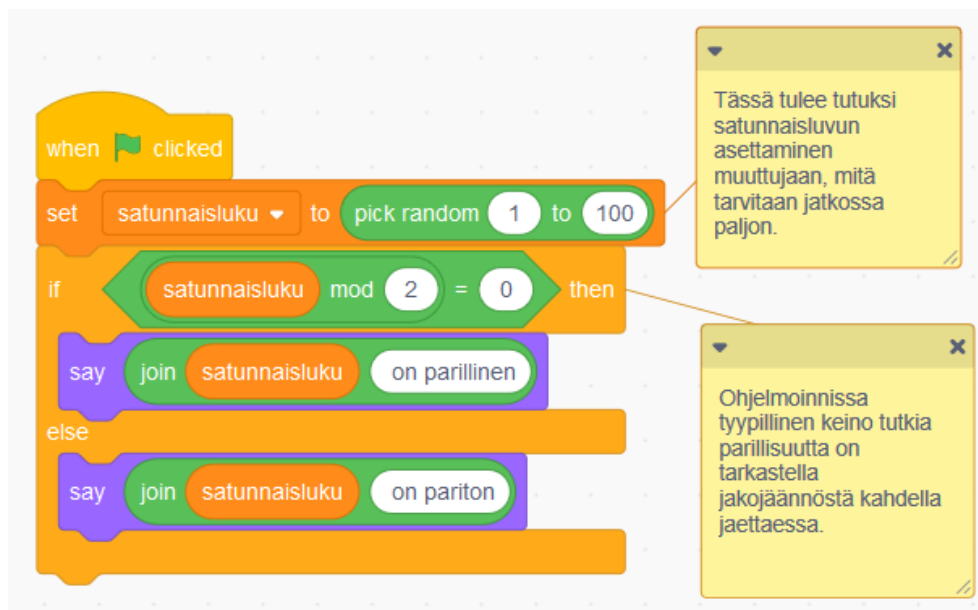 when clicked
set satunnaisluku to pick random 1 to 100
if satunnaisluku mod 2 = 0 then
say join satunnaisluku on parillinen
else
say join satunnaisluku on pariton
Tässä tulee tutuksi
satunnaisluvun
asettaminen
muuttujaan, mitä
tarvitaan jatkossa
paljon.
Ohjelmoinnissa
tyypillinen keino tutkia
parillisuutta on
tarkastella
jakojäännöstä kahdella
jaettaessa.